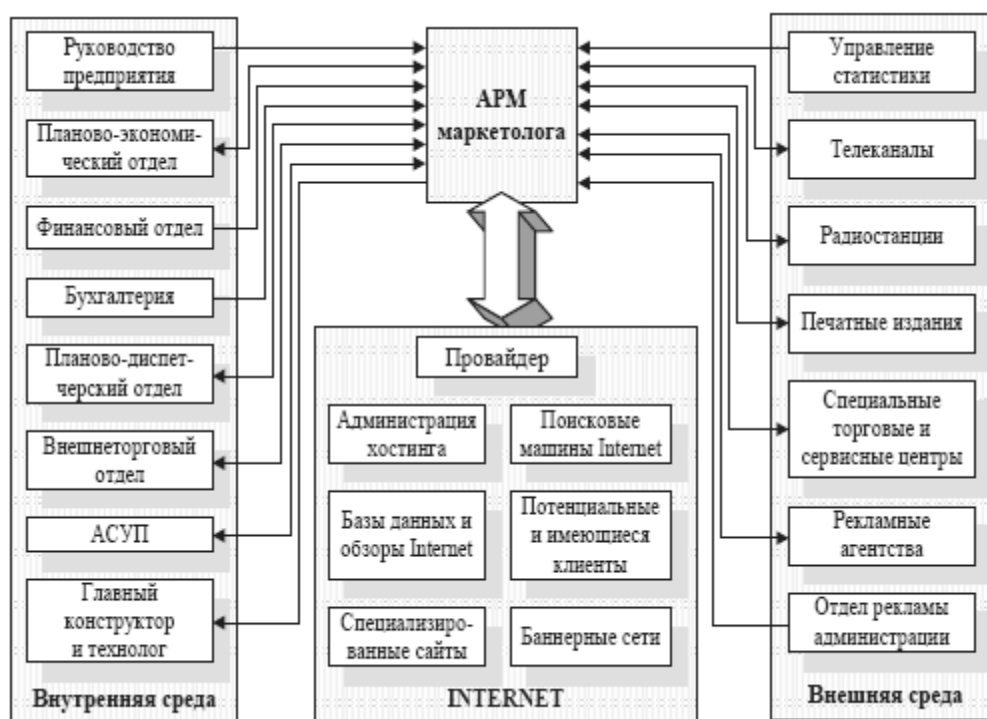 Руководство
предприятия
Планово-экономи-
ческий отдел
Финансовый отдел
Бухгалтерия
Планово-диспет-
черский отдел
Внешнеторговый
отдел
АСУП
Главный
конструктор
и технолог
Внутренняя среда
АРМ
маркетолога
Провайдер
Администрация
хостинга
Поисковые
машины Internet
Базы данных и
обзоры Internet
Потенциальные
и имеющиеся
клиенты
Специализиро-
ванные сайты
Баннерные сети
INTERNET
Управление
статистики
Телеканалы
Радиостанции
Печатные издания
Специальные
торговые и
сервисные центры
Рекламные
агентства
Отдел рекламы
администрации
Внешняя среда